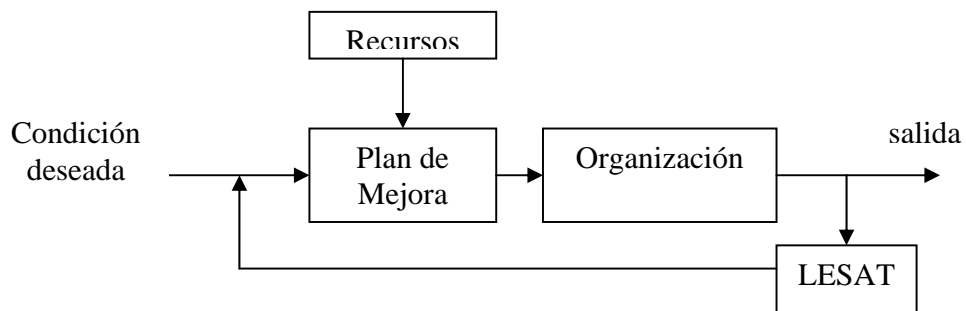 Recursos
Condición
deseada
Plan de
Mejora
Organización
salida
LESAT